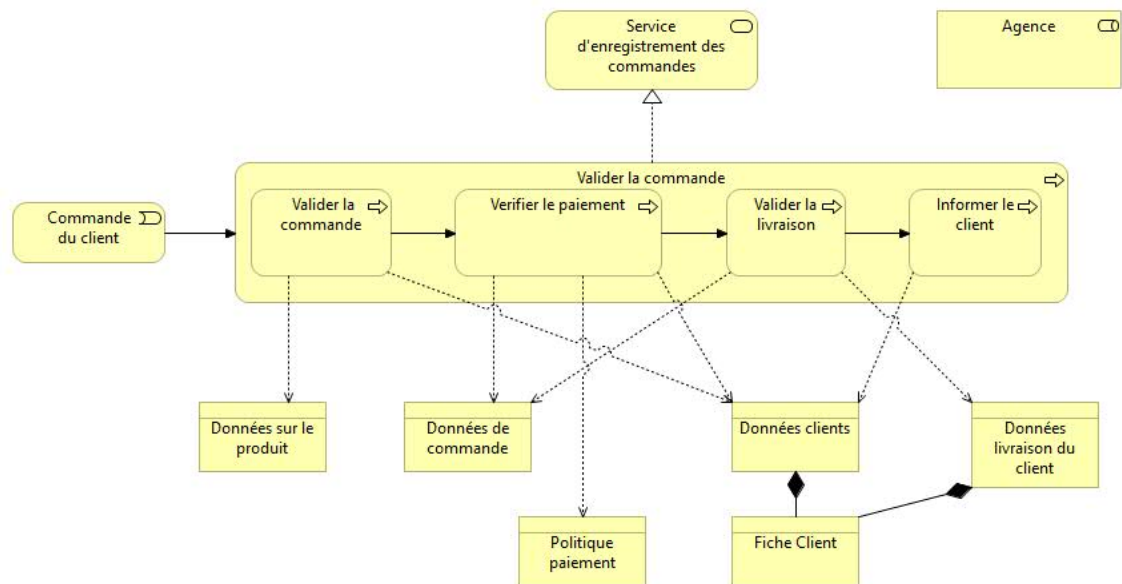 Service
d'enregistrement des
commandes
Agence
Valider la commande
Commande
du client
Valider la
commande
Verifier le paiement
Valider la
livraison
Informer le
client
Données sur le
produit
Données de
commande
Données clients
Données
livraison du
client
Politique
paiement
Fiche Client